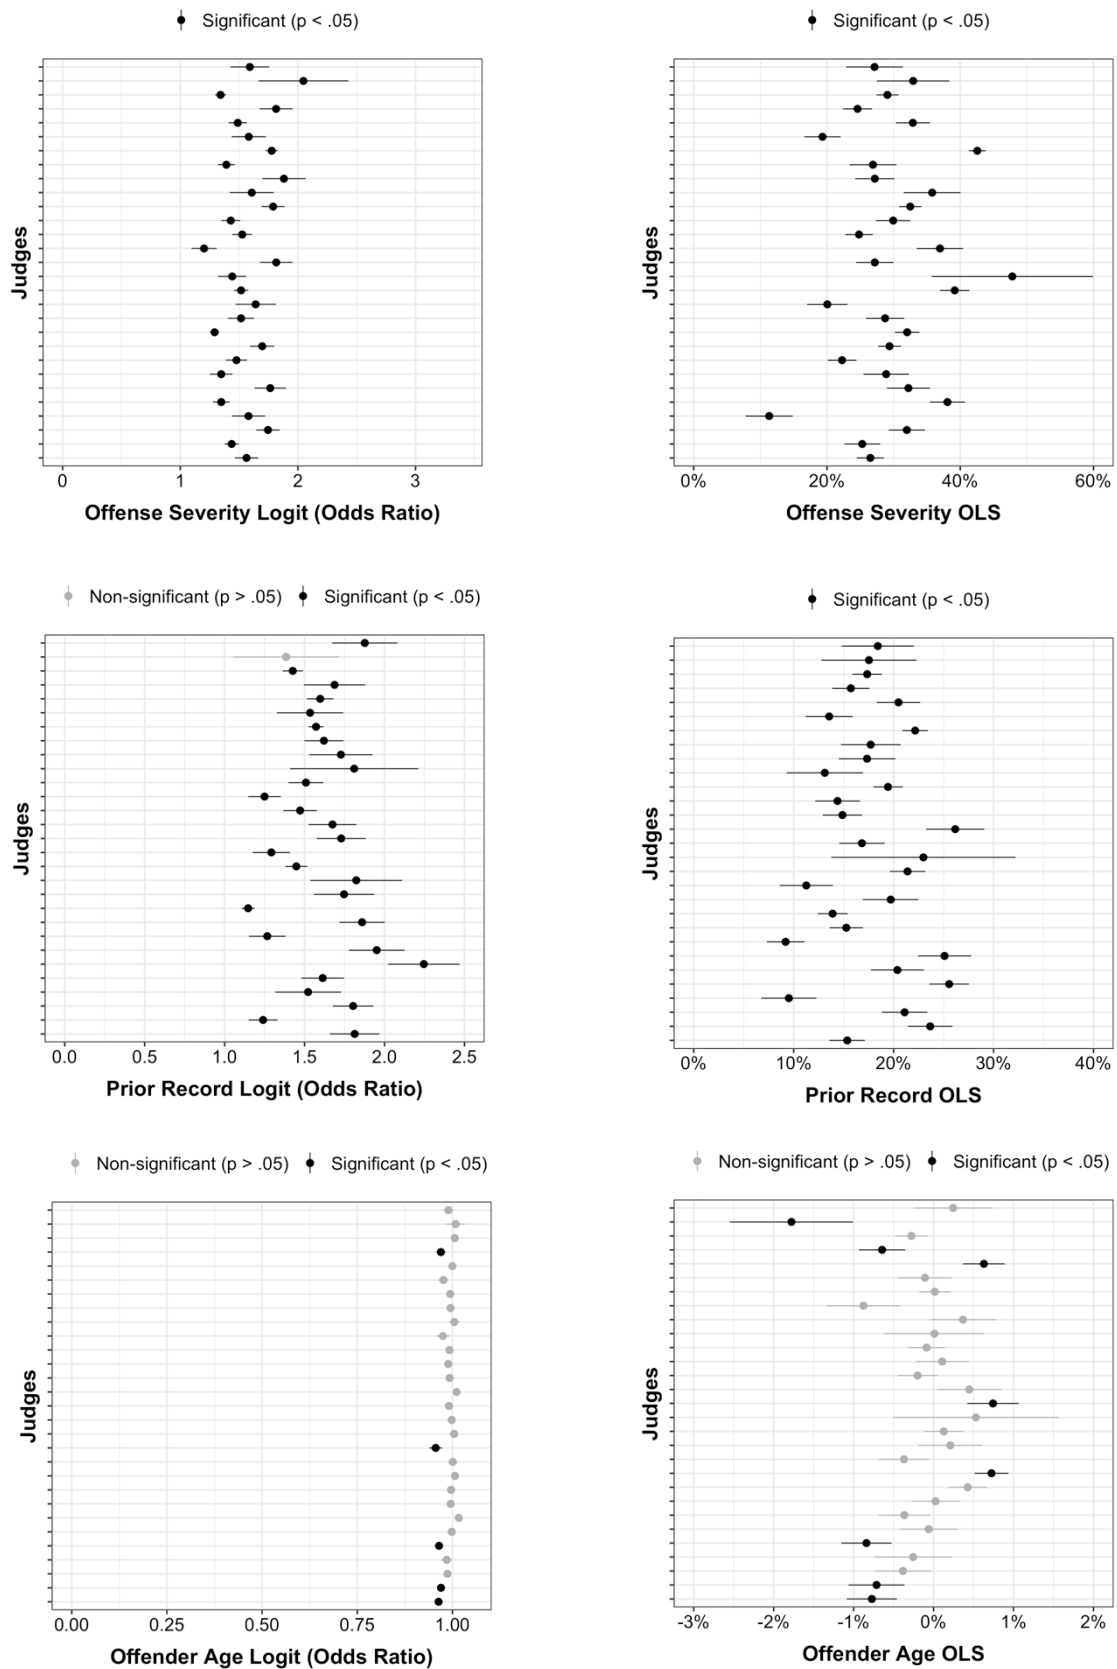 Significant (p < .05)
Significant (p < .05)
Judges
0 1 2 3
Offense Severity Logit (Odds Ratio)
Judges
0% 20% 40% 60%
Offense Severity OLS
Non-significant (p > .05) Significant (p < .05)
Significant (p < .05)
Judges
0.0 0.5 1.0 1.5 2.0 2.5
Prior Record Logit (Odds Ratio)
Judges
0% 10% 20% 30% 40%
Prior Record OLS
Non-significant (p > .05) Significant (p < .05)
Non-significant (p > .05) Significant (p < .05)
Judges
0.00 0.25 0.50 0.75 1.00
Offender Age Logit (Odds Ratio)
Judges
-3% -2% -1% 0% 1% 2%
Offender Age OLS